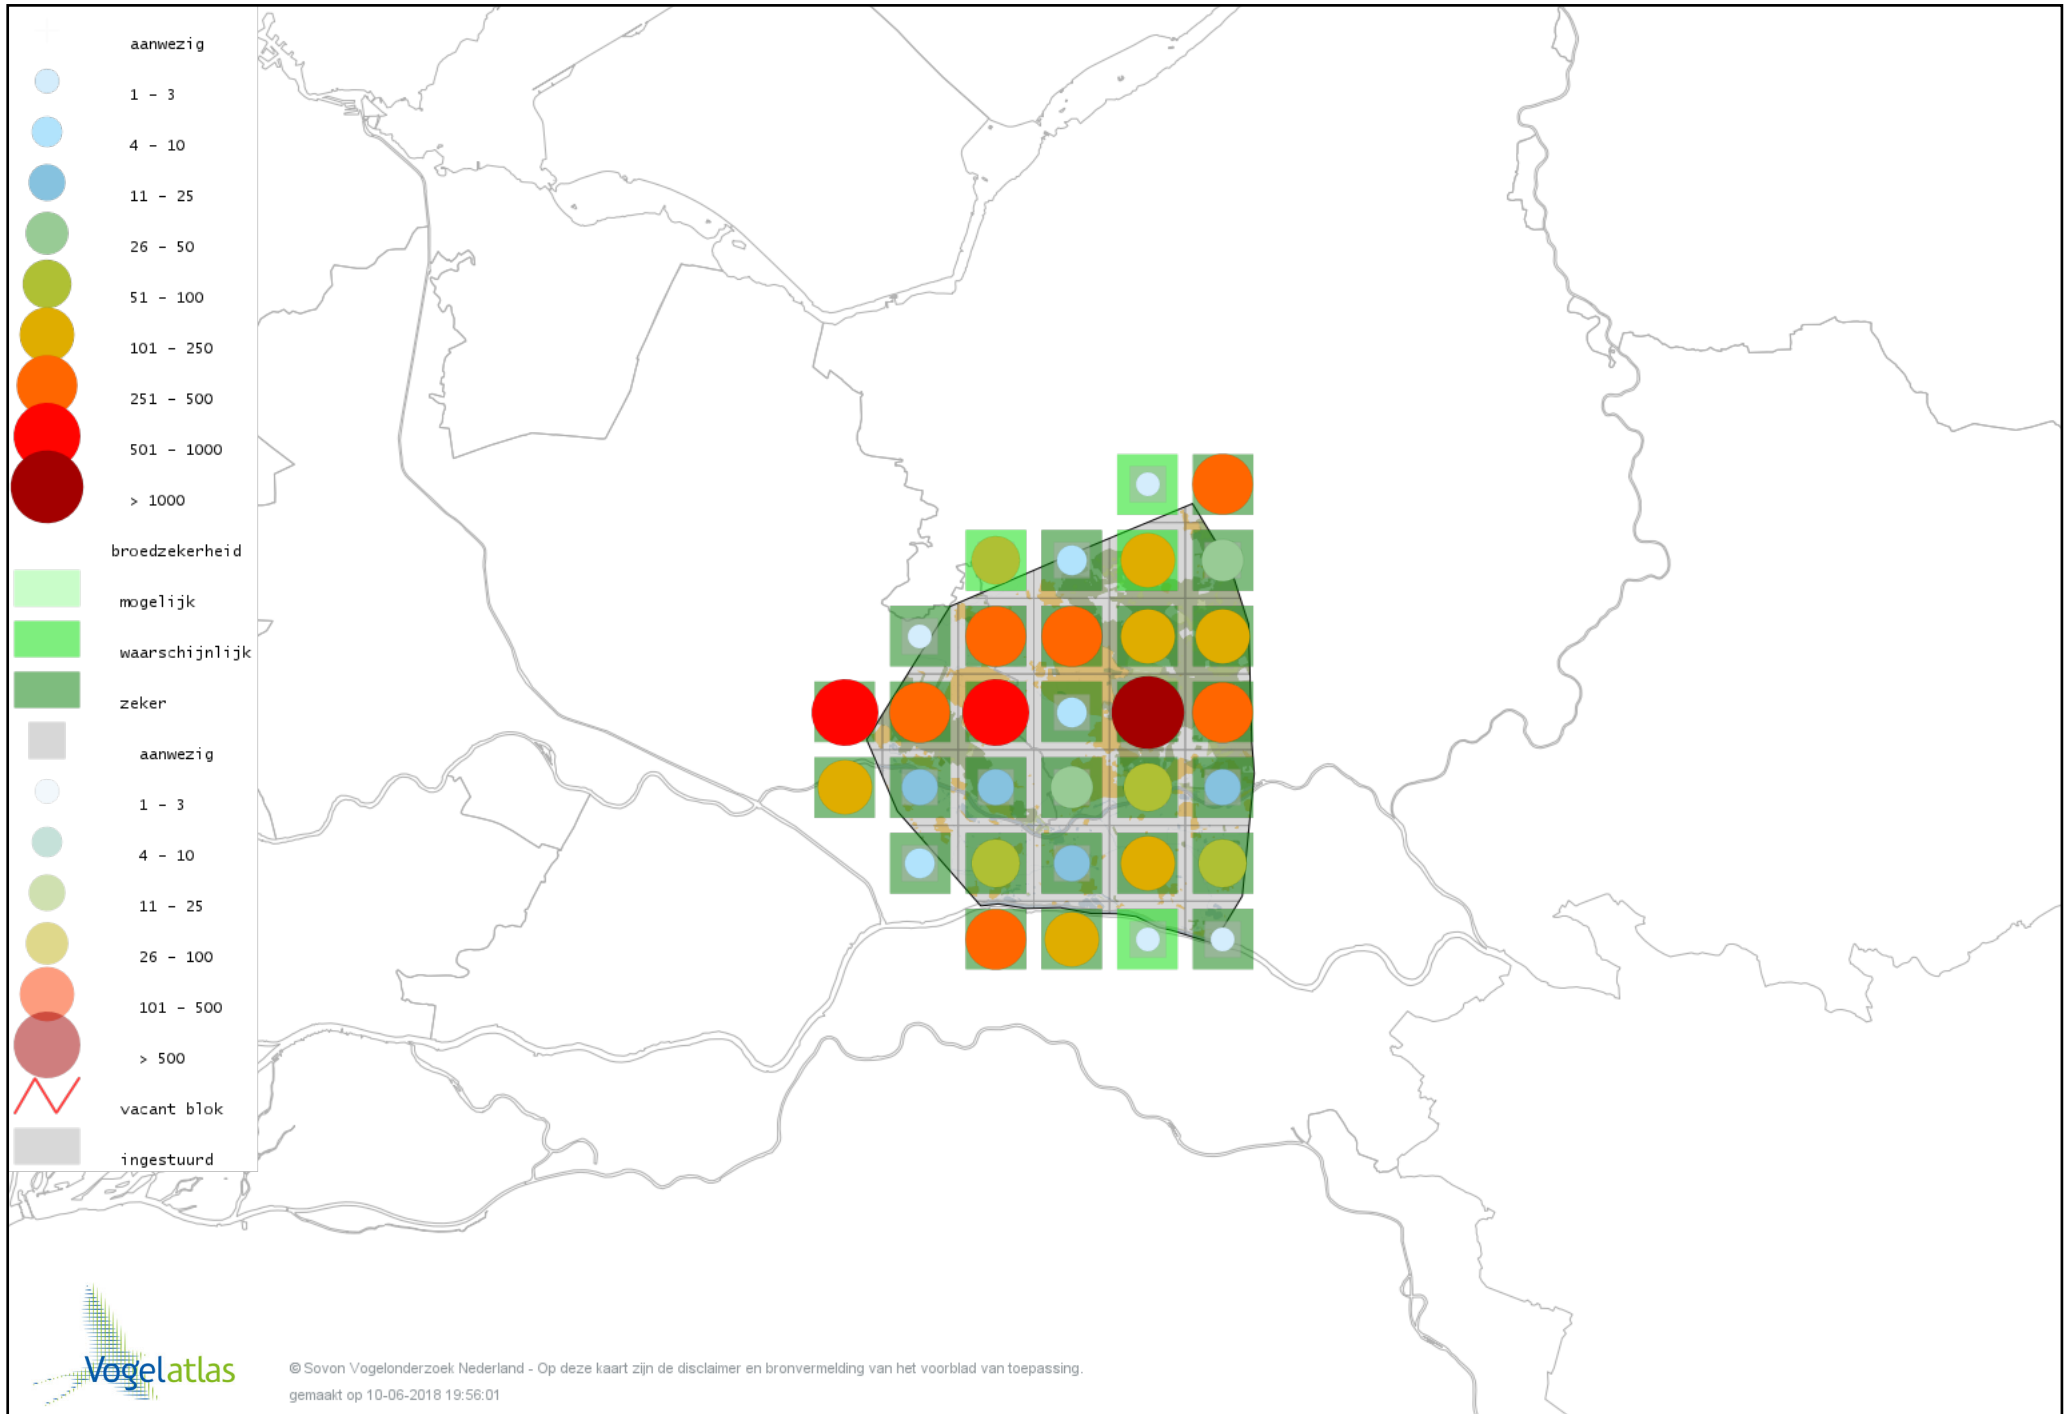 aanwezig
1 - 3
4 - 10
11 - 25
26 - 50
51 - 100
101 - 250
251 - 500
501 - 1000
> 1000
broedzekerheid
mogelijk
waarschijnlijk
zeker
aanwezig
1 - 3
4 - 10
11 - 25
26 - 100
101 - 500
> 500
vacant blok
ingestuurd
Vogelatlas
© Sovon Vogelonderzoek Nederland - Op deze kaart zijn de disclaimer en bronvermelding van het voorblad van toepassing.
gemaakt op 10-06-2018 19:56:01